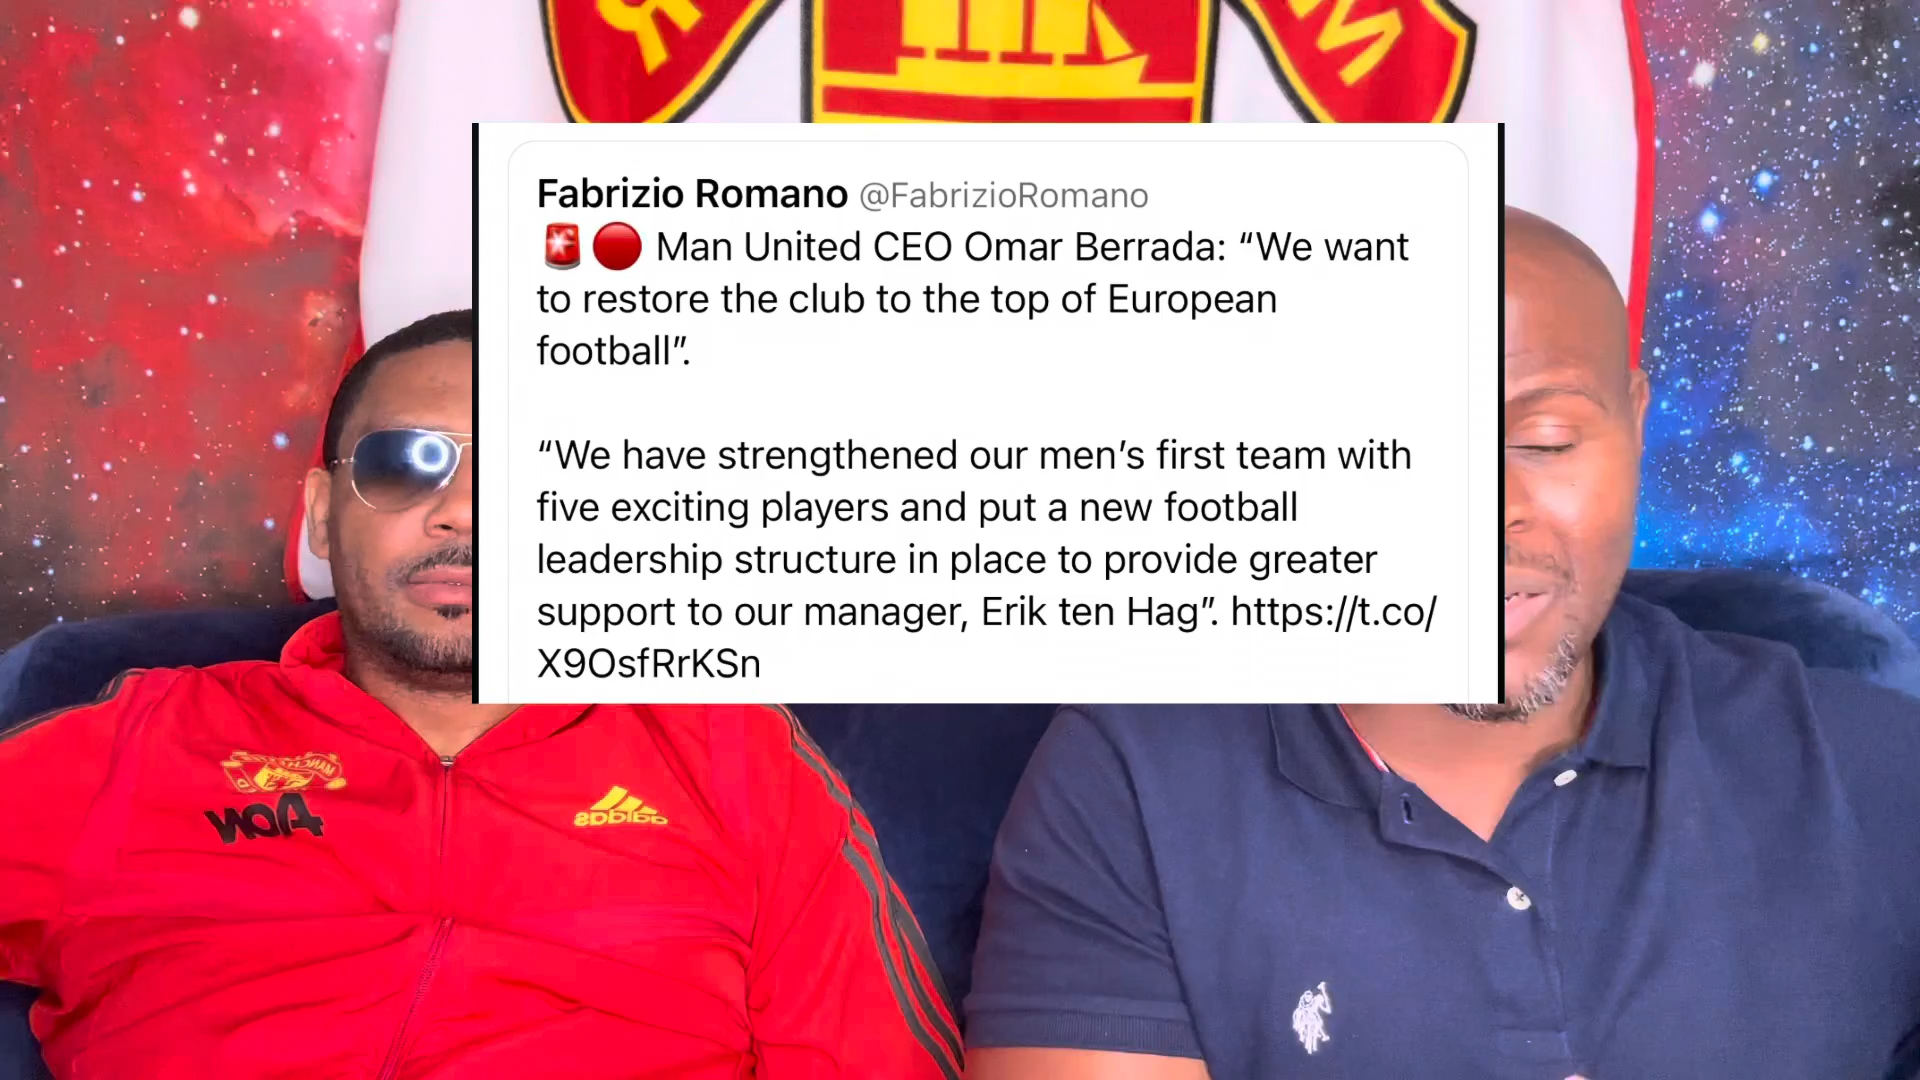 R
M
Fabrizio Romano @FabrizioRomano
🚨🔴 Man United CEO Omar Berrada: “We want
to restore the club to the top of European
football”.
“We have strengthened our men’s first team with
five exciting players and put a new football
leadership structure in place to provide greater
support to our manager, Erik ten Hag”. https://t.co/
X9OsfRrKSn
Aon
adidas